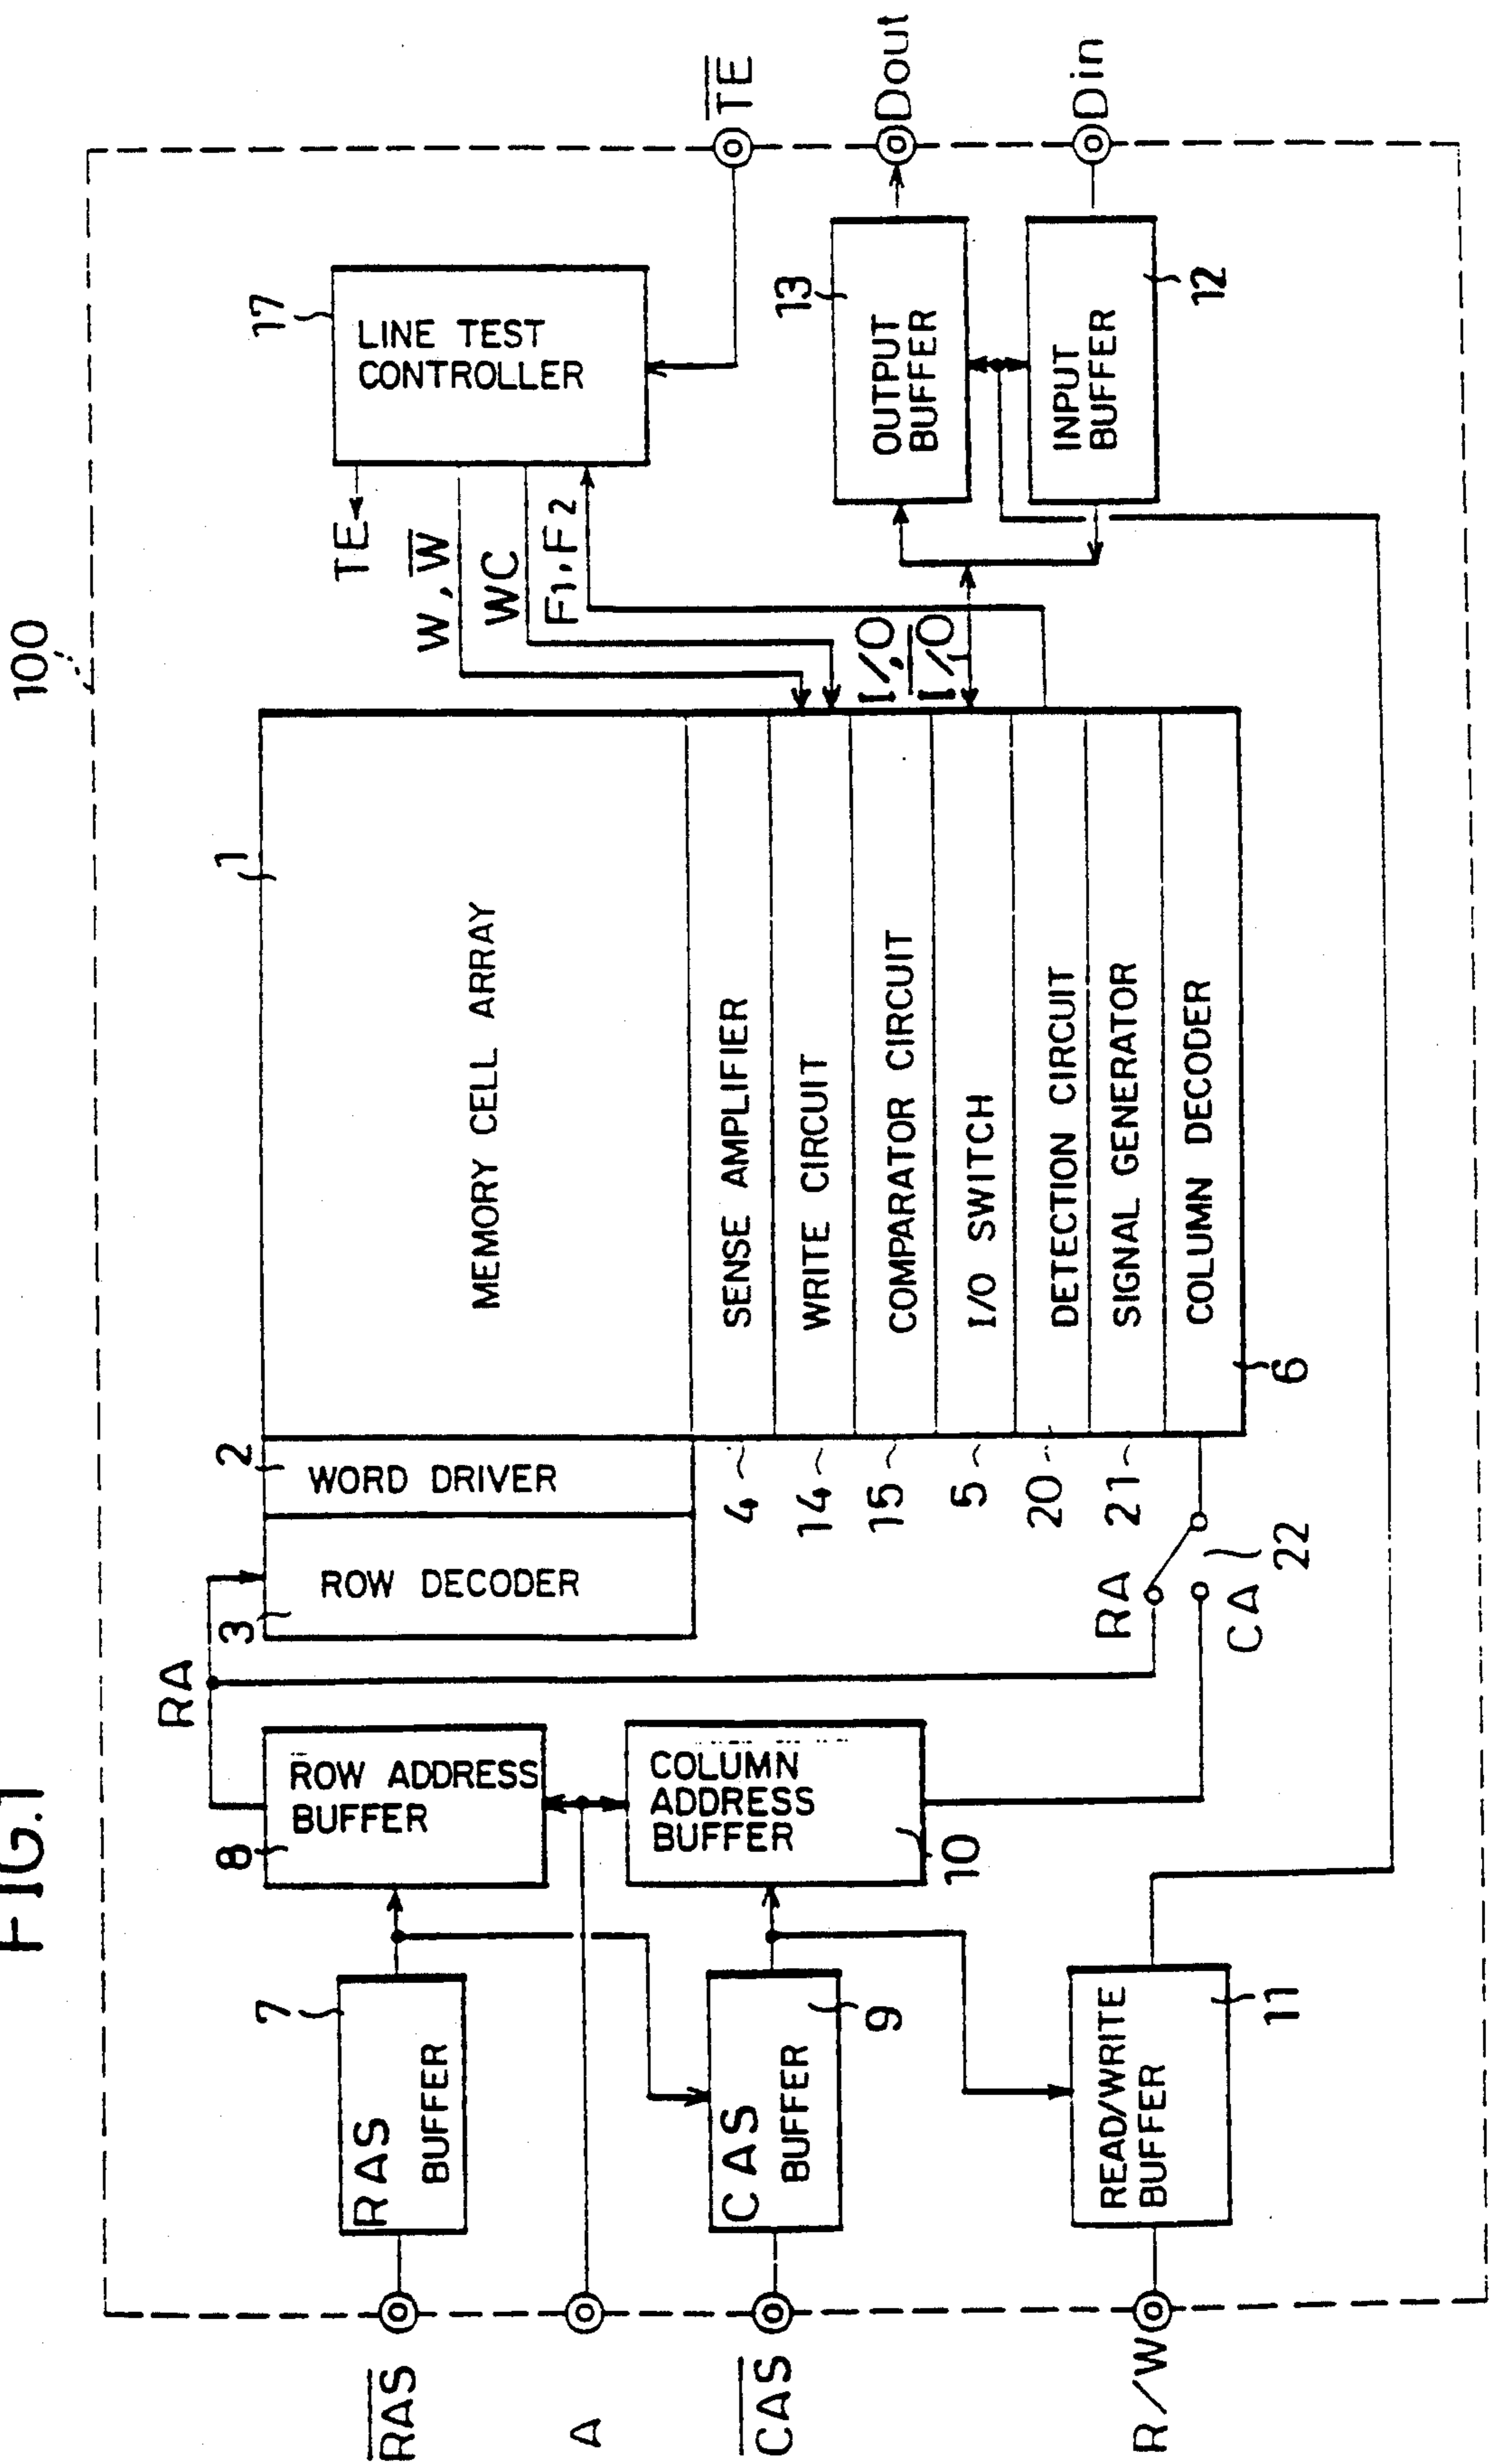 FIG.1
100
RAS
A
CAS
R/W
7
RAS
BUFFER
CAS
BUFFER
9
READ/WRITE
BUFFER
11
8
ROW ADDRESS
BUFFER
COLUMN
ADDRESS
BUFFER
10
RA
3
ROW DECODER
2
WORD DRIVER
RA
CA
22
1
MEMORY CELL ARRAY
4
SENSE AMPLIFIER
14
WRITE CIRCUIT
15
COMPARATOR CIRCUIT
5
I/O SWITCH
20
DETECTION CIRCUIT
21
SIGNAL GENERATOR
COLUMN DECODER
6
TE
W, W̅
WC
F1, F2
I/O
I/O
17
LINE TEST
CONTROLLER
13
OUTPUT
BUFFER
INPUT
BUFFER
12
TE
Dout
Din